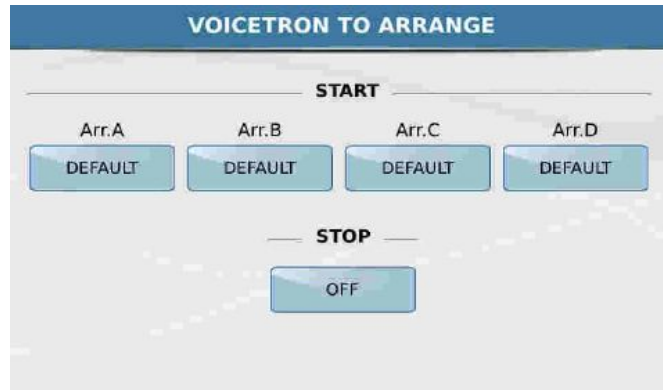 VOICETRON TO ARRANGE
START
Arr.A Arr.B Arr.C Arr.D
DEFAULT DEFAULT DEFAULT DEFAULT
STOP
OFF